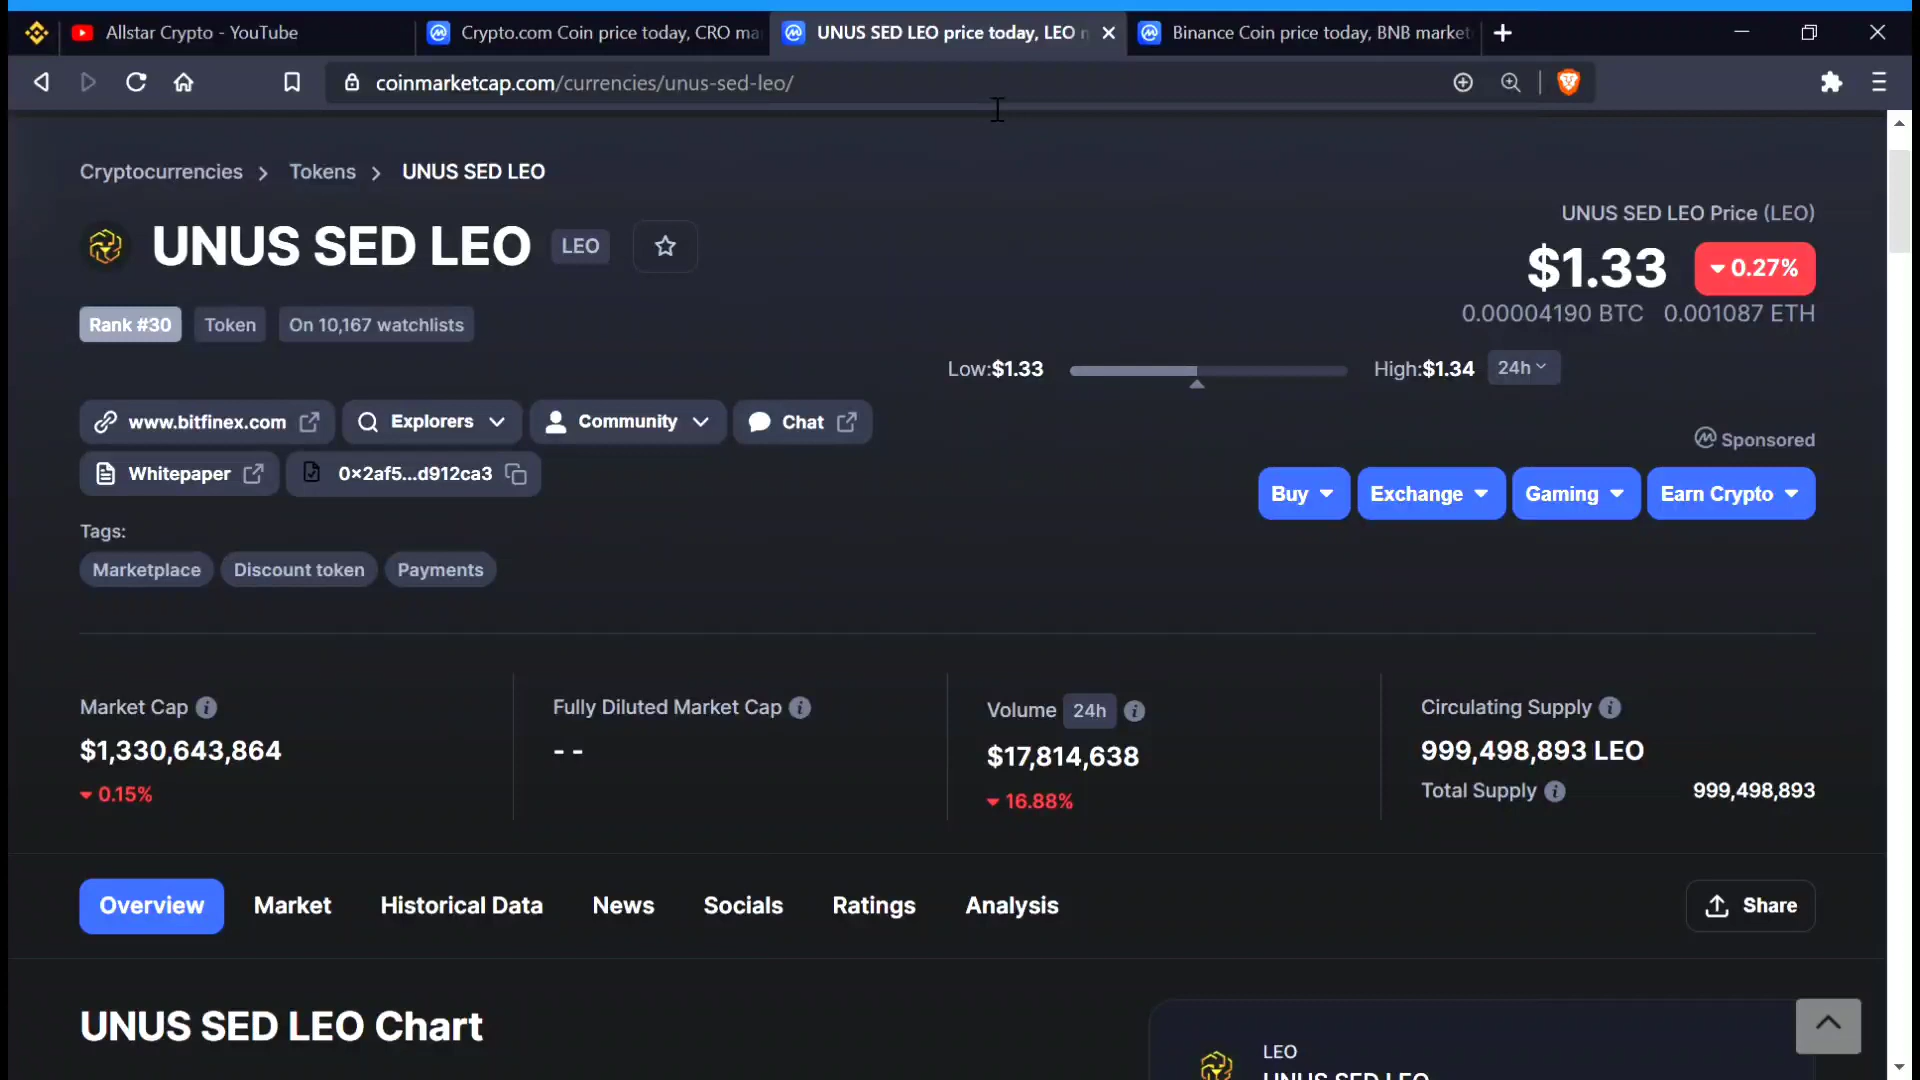 Allstar Crypto - YouTube
Crypto.com Coin price today, CRO ma
UNUS SED LEO price today, LEO
Binance Coin price today, BNB market
coinmarketcap.com/currencies/unus-sed-leo/
Cryptocurrencies > Tokens > UNUS SED LEO
UNUS SED LEO Price (LEO)
UNUS SED LEO LEO
$1.33 0.27%
0.00004190 BTC 0.001087 ETH
Rank #30 Token On 10,167 watchlists
Low:$1.33 High:$1.34 24h
www.bitfinex.com Explorers Community Chat
Sponsored
Whitepaper 0×2af5...d912ca3
Buy Exchange Gaming Earn Crypto
Tags:
Marketplace Discount token Payments
Market Cap
$1,330,643,864
0.15%
Fully Diluted Market Cap
- -
Volume 24h
$17,814,638
16.88%
Circulating Supply
999,498,893 LEO
Total Supply 999,498,893
Overview Market Historical Data News Socials Ratings Analysis Share
UNUS SED LEO Chart
LEO
UNUS SED LEO